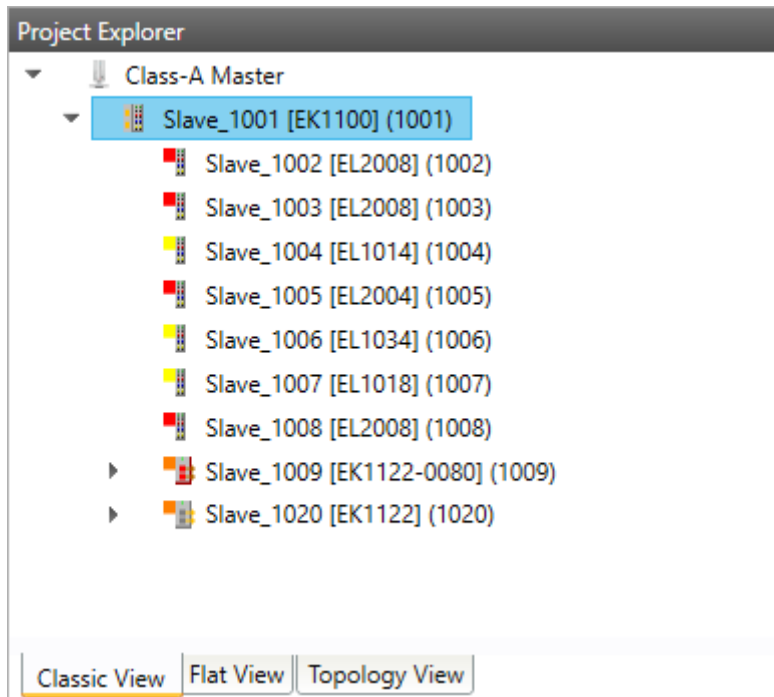 Project Explorer
Class-A Master
Slave_1001 [EK1100] (1001)
Slave_1002 [EL2008] (1002)
Slave_1003 [EL2008] (1003)
Slave_1004 [EL1014] (1004)
Slave_1005 [EL2004] (1005)
Slave_1006 [EL1034] (1006)
Slave_1007 [EL1018] (1007)
Slave_1008 [EL2008] (1008)
Slave_1009 [EK1122-0080] (1009)
Slave_1020 [EK1122] (1020)
Classic View Flat View Topology View